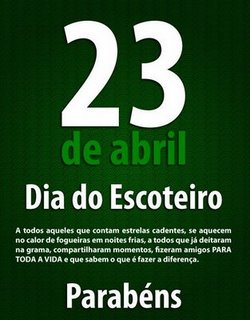 23
de abril
Dia do Escoteiro
A todos aqueles que contam estrelas cadentes, se aquecem
no calor de fogueiras em noites frias, a todos que já deitaram
na grama, compartilharam momentos, fizeram amigos PARA
TODA A VIDA e que sabem o que é fazer a diferença.
Parabéns